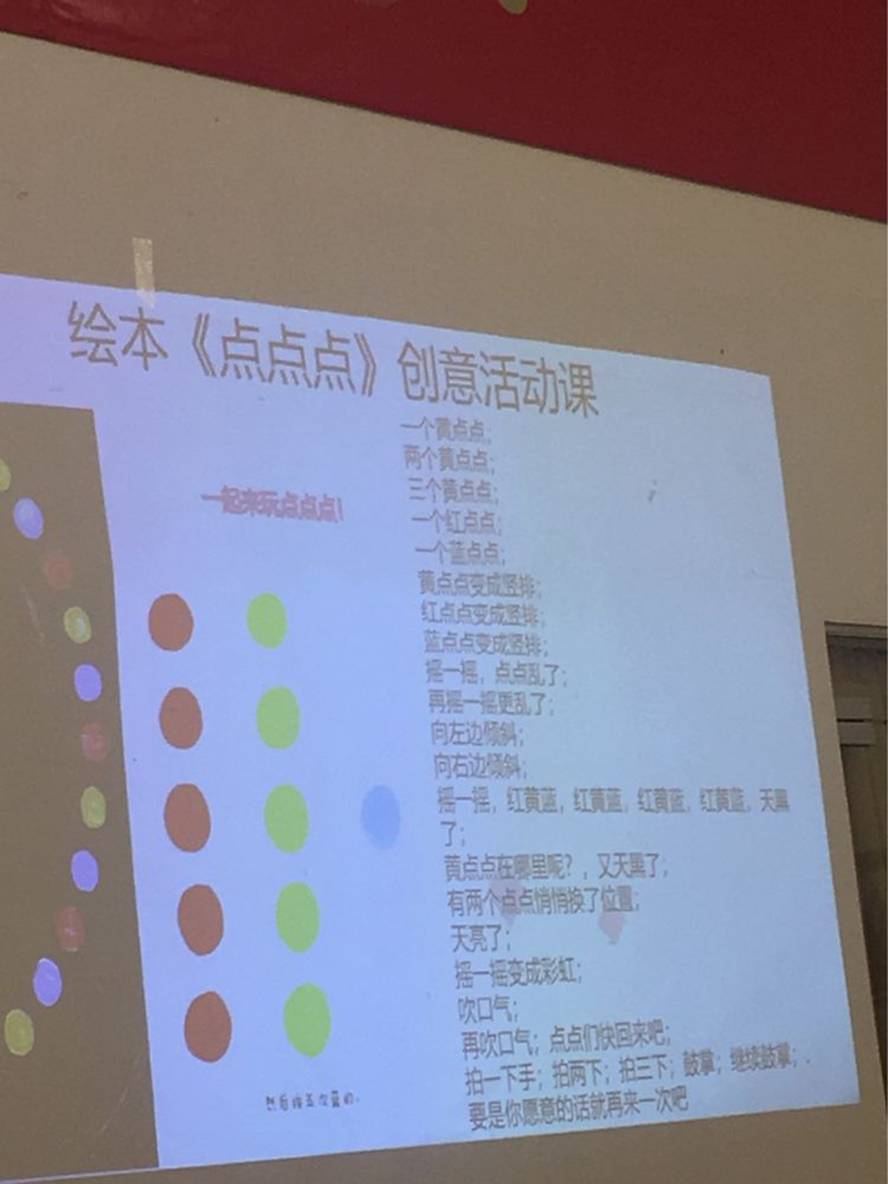 绘本《点点点》创意活动课
一起来玩点点点！
一个黄点点；
两个黄点点；
三个黄点点；
一个红点点；
一个蓝点点；
黄点点变成竖排；
红点点变成竖排；
蓝点点变成竖排；
摇一摇，点点乱了；
再摇一摇更乱了；
向左边倾斜；
向右边倾斜；
摇一摇，红黄蓝，红黄蓝，红黄蓝，红黄蓝，天黑
了；
黄点点在哪里呢？，又天黑了；
有两个点点悄悄换了位置；
天亮了；
摇一摇变成彩虹；
吹口气；
再吹口气；点点们快回来吧；
拍一下手；拍两下；拍三下；鼓掌；继续鼓掌；.
要是你愿意的话就再来一次吧